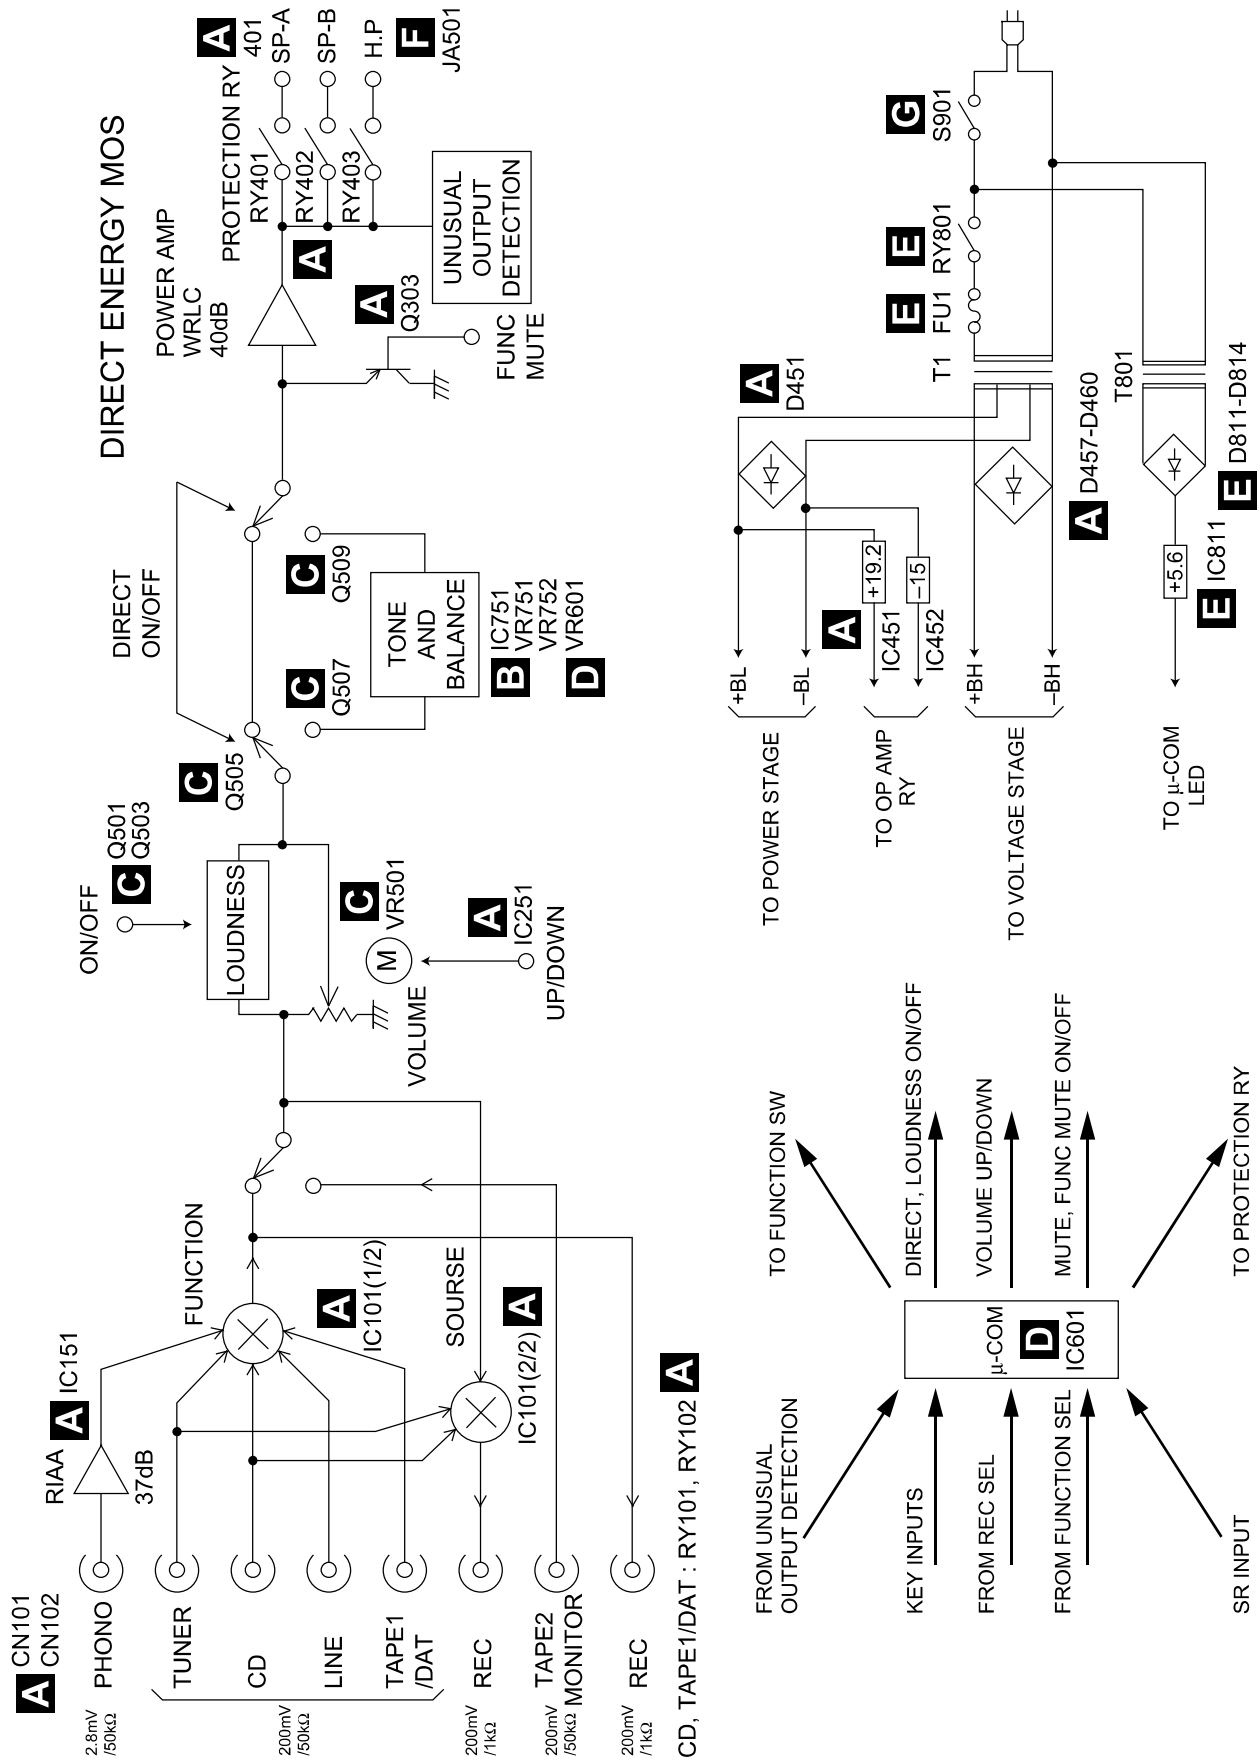 DIRECT ENERGY MOS
A CN101
CN102
PHONO
2.8mV
/50kΩ
RIAA
A IC151
37dB
TUNER
CD
LINE
TAPE1
/DAT
200mV
/50kΩ
REC
200mV
/1kΩ
TAPE2
MONITOR
200mV
/50kΩ
REC
200mV
/1kΩ
CD, TAPE1/DAT : RY101, RY102 A
FUNCTION
A
IC101(1/2)
SOURSE
A
IC101(2/2)
ON/OFF
C Q501
Q503
LOUDNESS
C
VR501
M
VOLUME
A
IC251
UP/DOWN
DIRECT
ON/OFF
C
Q505
C
Q507
C
Q509
TONE
AND
BALANCE
B IC751
VR751
VR752
D VR601
POWER AMP
WRLC
40dB
A
A
Q303
FUNC
MUTE
PROTECTION RY
A
401
RY401
SP-A
RY402
SP-B
RY403
H.P
F
JA501
UNUSUAL
OUTPUT
DETECTION
FROM UNUSUAL
OUTPUT DETECTION
KEY INPUTS
FROM REC SEL
FROM FUNCTION SEL
SR INPUT
μ-COM
D
IC601
TO FUNCTION SW
DIRECT, LOUDNESS ON/OFF
VOLUME UP/DOWN
MUTE, FUNC MUTE ON/OFF
TO PROTECTION RY
TO POWER STAGE
+BL
–BL
TO OP AMP
RY
A
IC451
+19.2
IC452
–15
TO VOLTAGE STAGE
+BH
–BH
TO μ-COM
LED
E IC811
+5.6
A
D451
A D457-D460
E D811-D814
T1
T801
E
FU1
E
RY801
G
S901